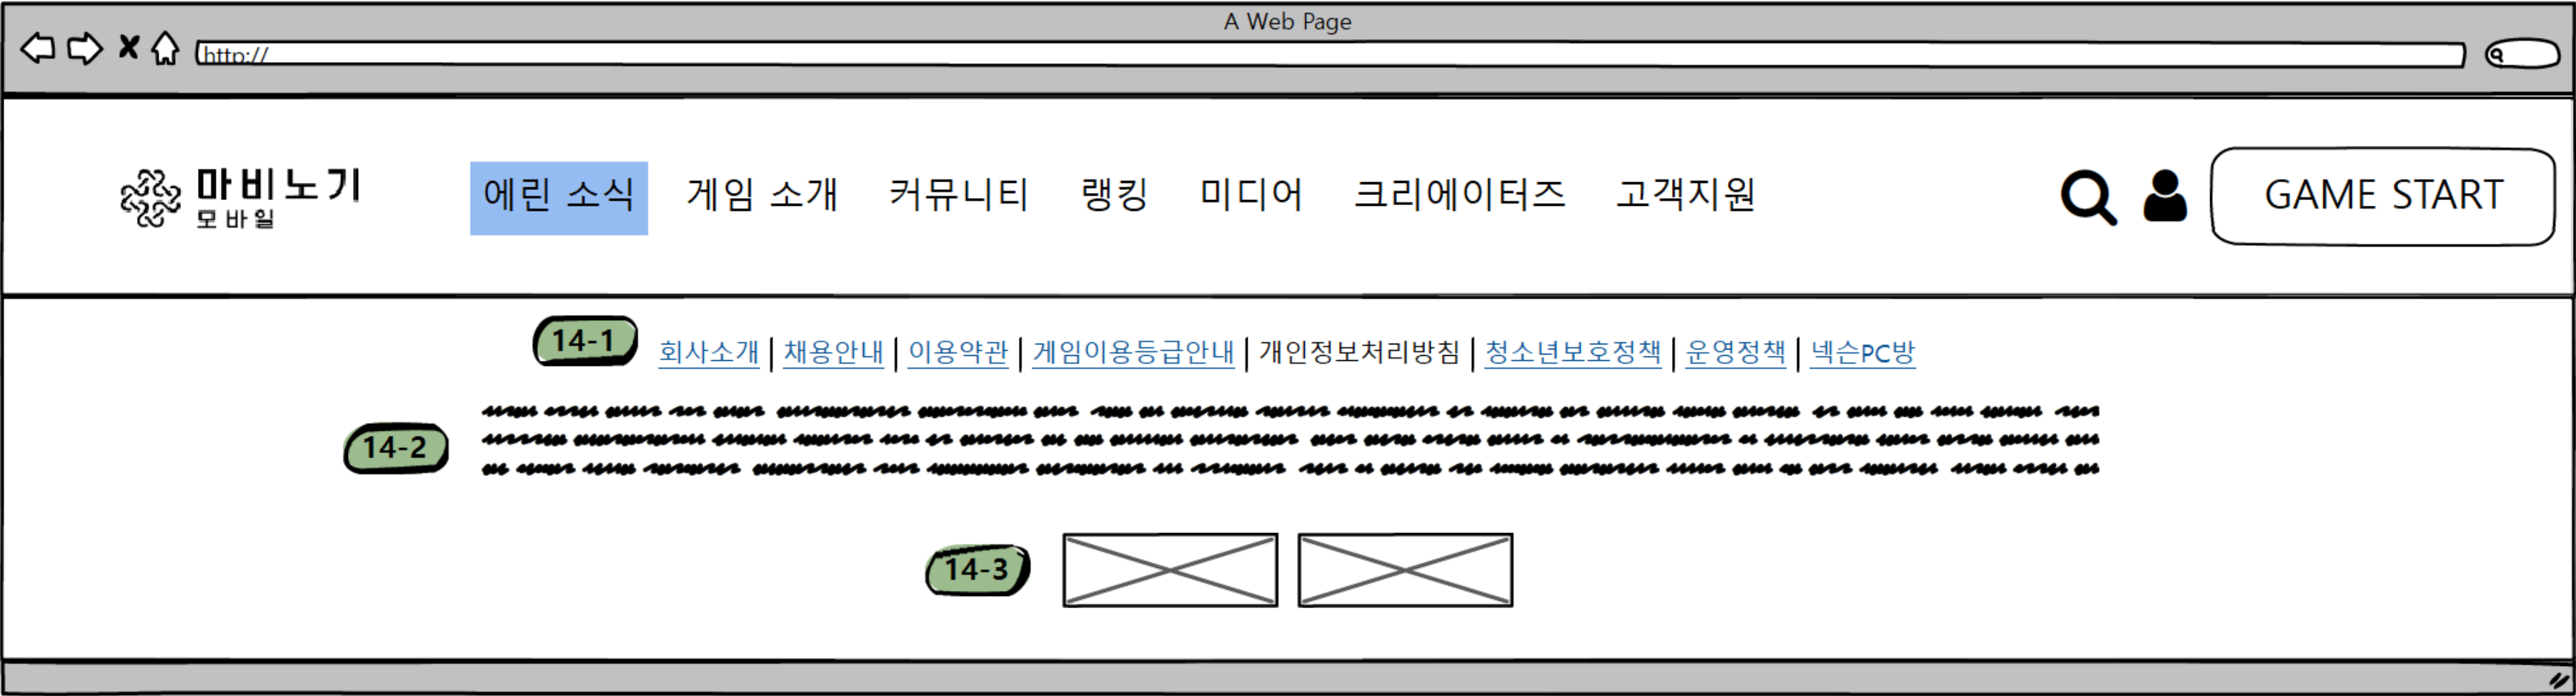 A Web Page
http://
마비노기
모바일
에린 소식 게임 소개 커뮤니티 랭킹 미디어 크리에이터즈 고객지원 GAME START
14-1 회사소개 | 채용안내 | 이용약관 | 게임이용등급안내 | 개인정보처리방침 | 청소년보호정책 | 운영정책 | 넥슨PC방
14-2
14-3